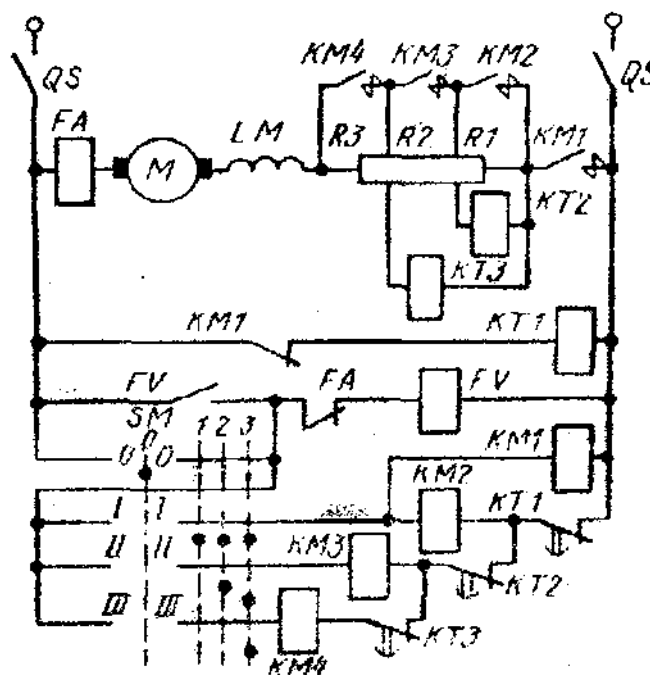 KM4 KM3 KM2
QS QS
FA LM R3 R2 R1 KM1
M
KT2
KT3
KM1 KT1
FV FA FV
SM
0 1 2 3 KM1
0 0 KM2
I I KT1
II II KM3
KT2
III III KT3
KM4